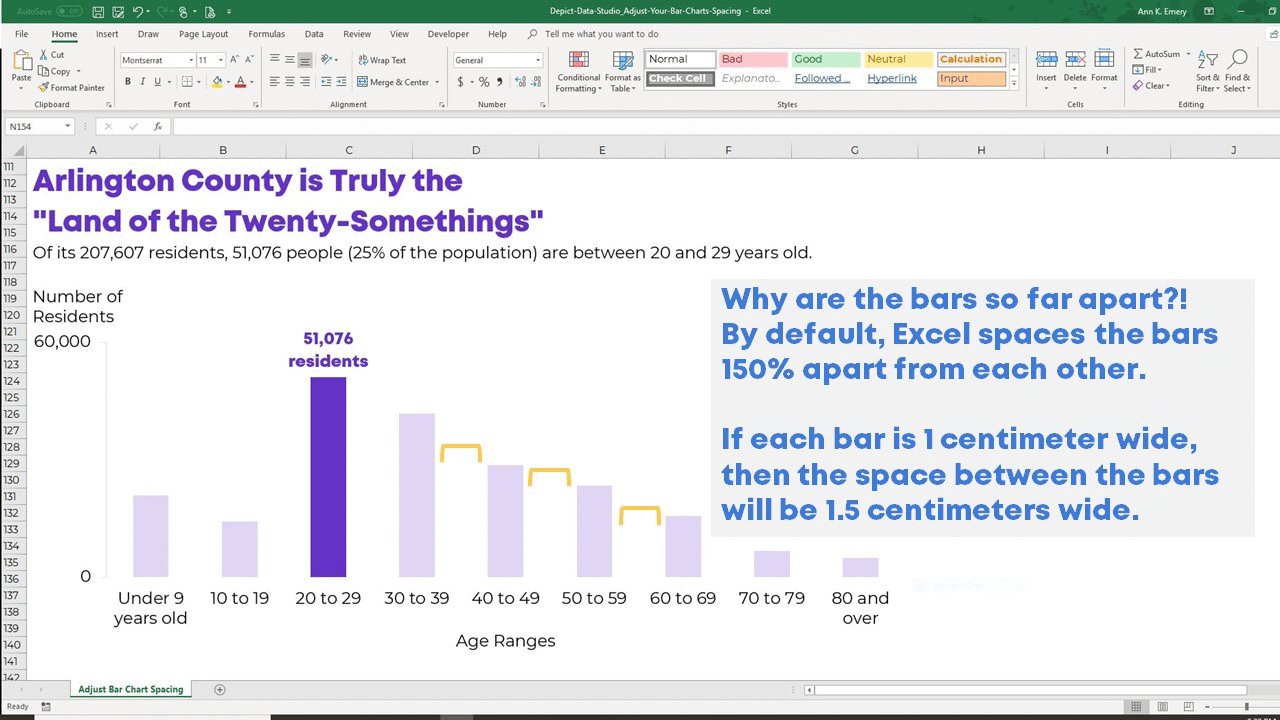 AutoSave Off
Depict-Data-Studio_Adjust-Your-Bar-Charts-Spacing - Excel
Ann K. Emery
File Home Insert Draw Page Layout Formulas Data Review View Developer Help Tell me what you want to do
Paste
Cut
Copy
Format Painter
Clipboard
Montserrat 11
B I U
Font
Wrap Text
Merge & Center
Alignment
General
$ % ,
Number
Conditional Formatting
Format as Table
Normal Bad Good Neutral Calculation
Check Cell Explanato... Followed ... Hyperlink Input
Styles
Insert Delete Format
Cells
AutoSum
Fill
Clear
Sort & Filter
Find & Select
Editing
N154
fx
A B C D E F G H I J
111
112
113
114
115
116
117
118
119
120
121
122
123
124
125
126
127
128
129
130
131
132
133
134
135
136
137
138
139
140
141
142
Arlington County is Truly the
"Land of the Twenty-Somethings"
Of its 207,607 residents, 51,076 people (25% of the population) are between 20 and 29 years old.
Number of
Residents
60,000
51,076
residents
0
Under 9
years old
10 to 19
20 to 29
30 to 39
40 to 49
50 to 59
60 to 69
70 to 79
80 and
over
Age Ranges
Why are the bars so far apart?!
By default, Excel spaces the bars
150% apart from each other.
If each bar is 1 centimeter wide,
then the space between the bars
will be 1.5 centimeters wide.
Adjust Bar Chart Spacing
Ready